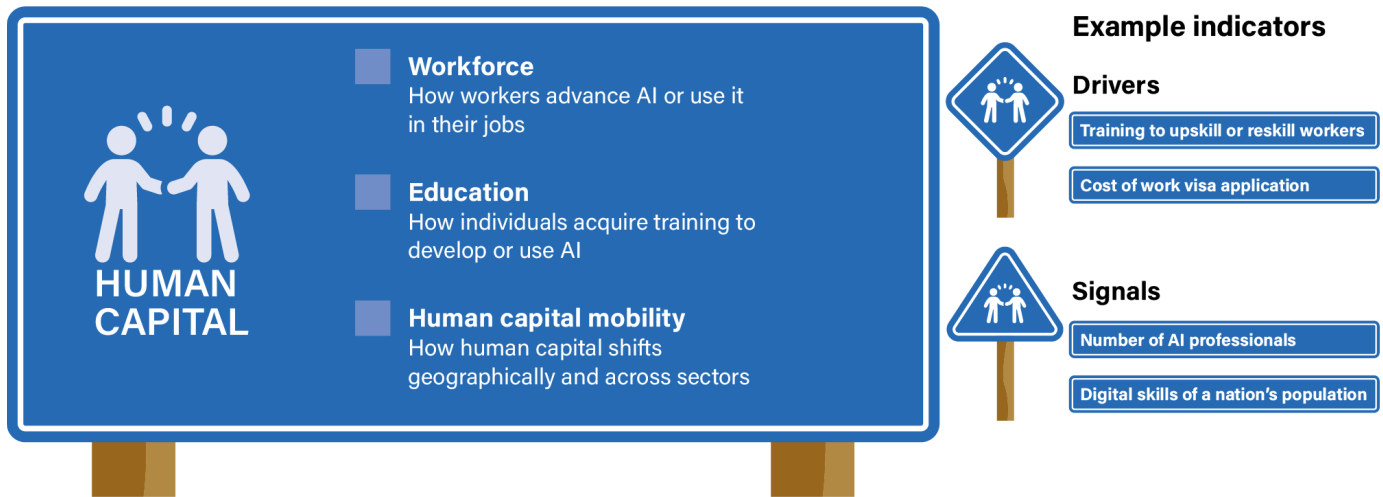 HUMAN
CAPITAL
Workforce
How workers advance AI or use it
in their jobs
Education
How individuals acquire training to
develop or use AI
Human capital mobility
How human capital shifts
geographically and across sectors
Example indicators
Drivers
Training to upskill or reskill workers
Cost of work visa application
Signals
Number of AI professionals
Digital skills of a nation’s population